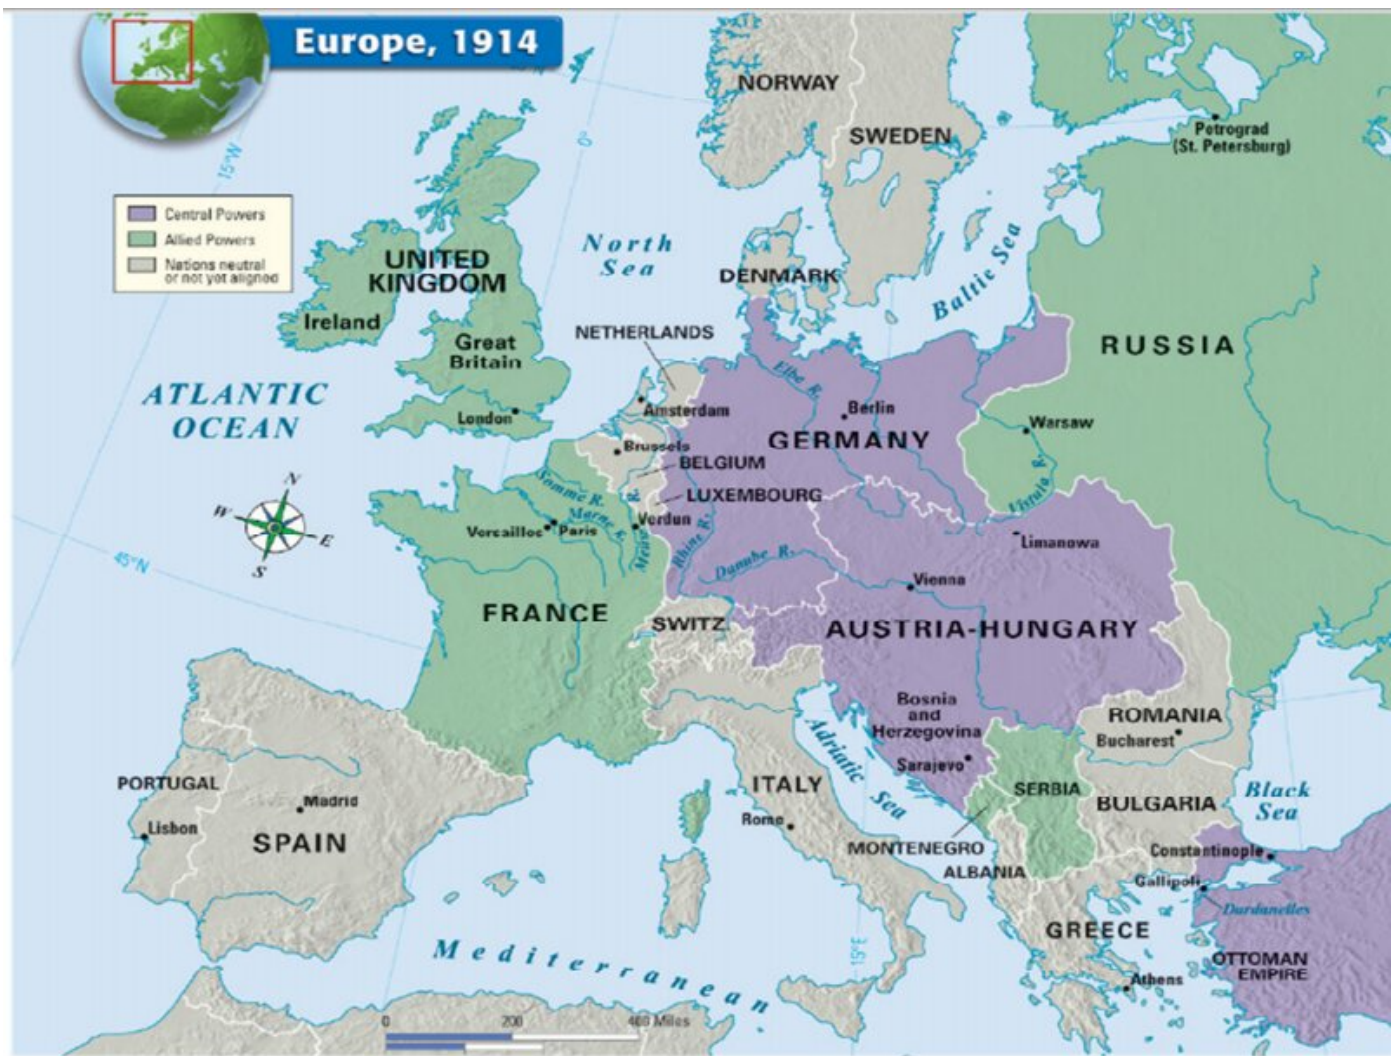 Europe, 1914
15°W
0°
Central Powers
Allied Powers
Nations neutral
or not yet aligned
NORWAY
SWEDEN
Petrograd
(St. Petersburg)
North
Sea
Baltic Sea
DENMARK
UNITED
KINGDOM
Ireland
Great
Britain
London
NETHERLANDS
Amsterdam
RUSSIA
ATLANTIC
OCEAN
Elbe R.
Berlin
GERMANY
Warsaw
Vistula R.
Brussels
BELGIUM
LUXEMBOURG
N
W
E
S
45°N
Somme R.
Marne R.
Versailles
Paris
Verdun
Meuse R.
Rhine R.
Danube R.
Limanowa
Vienna
FRANCE
SWITZ
AUSTRIA-HUNGARY
Bosnia
and
Herzegovina
Sarajevo
ROMANIA
Bucharest
Adriatic
Sea
ITALY
Rome
SERBIA
BULGARIA
Black
Sea
PORTUGAL
Lisbon
Madrid
SPAIN
MONTENEGRO
ALBANIA
Constantinople
Gallipoli
Dardanelles
GREECE
Athens
OTTOMAN
EMPIRE
15°E
Mediterranean
0 200 400 Miles